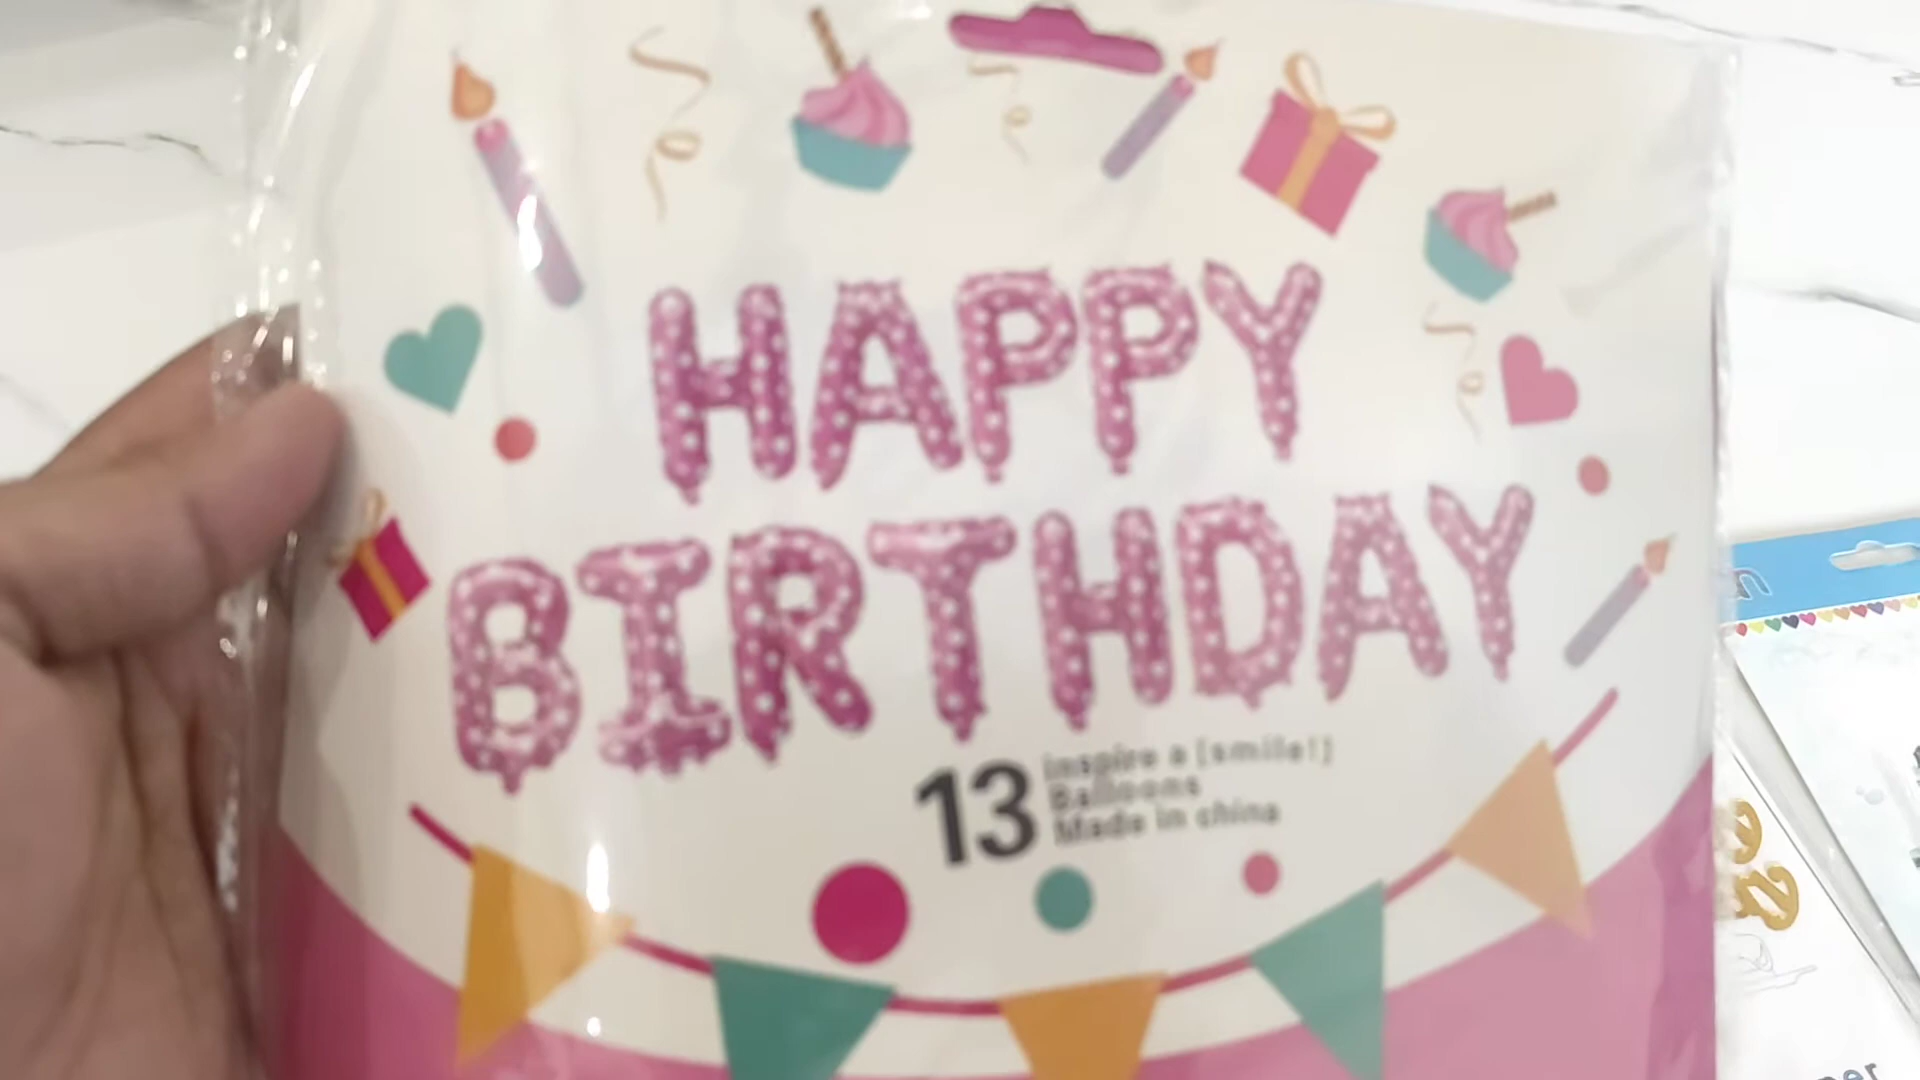 HAPPY
BIRTHDAY
13
inspire a [smile!]
Balloons
Made in china